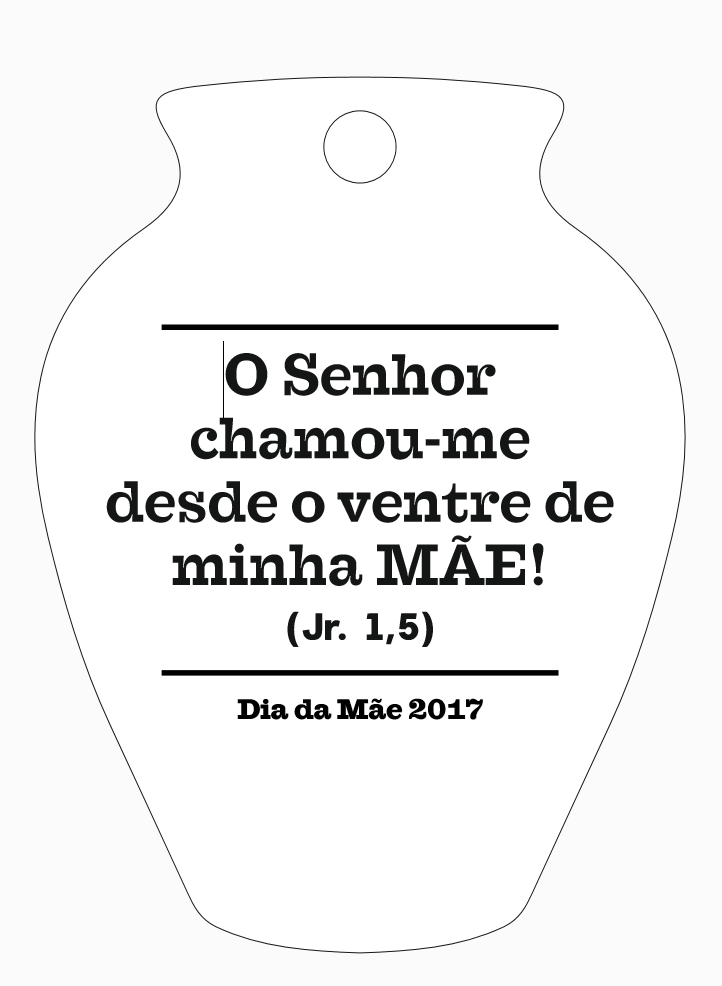 O Senhor
chamou-me
desde o ventre de
minha MÃE!
(Jr. 1,5)
Dia da Mãe 2017